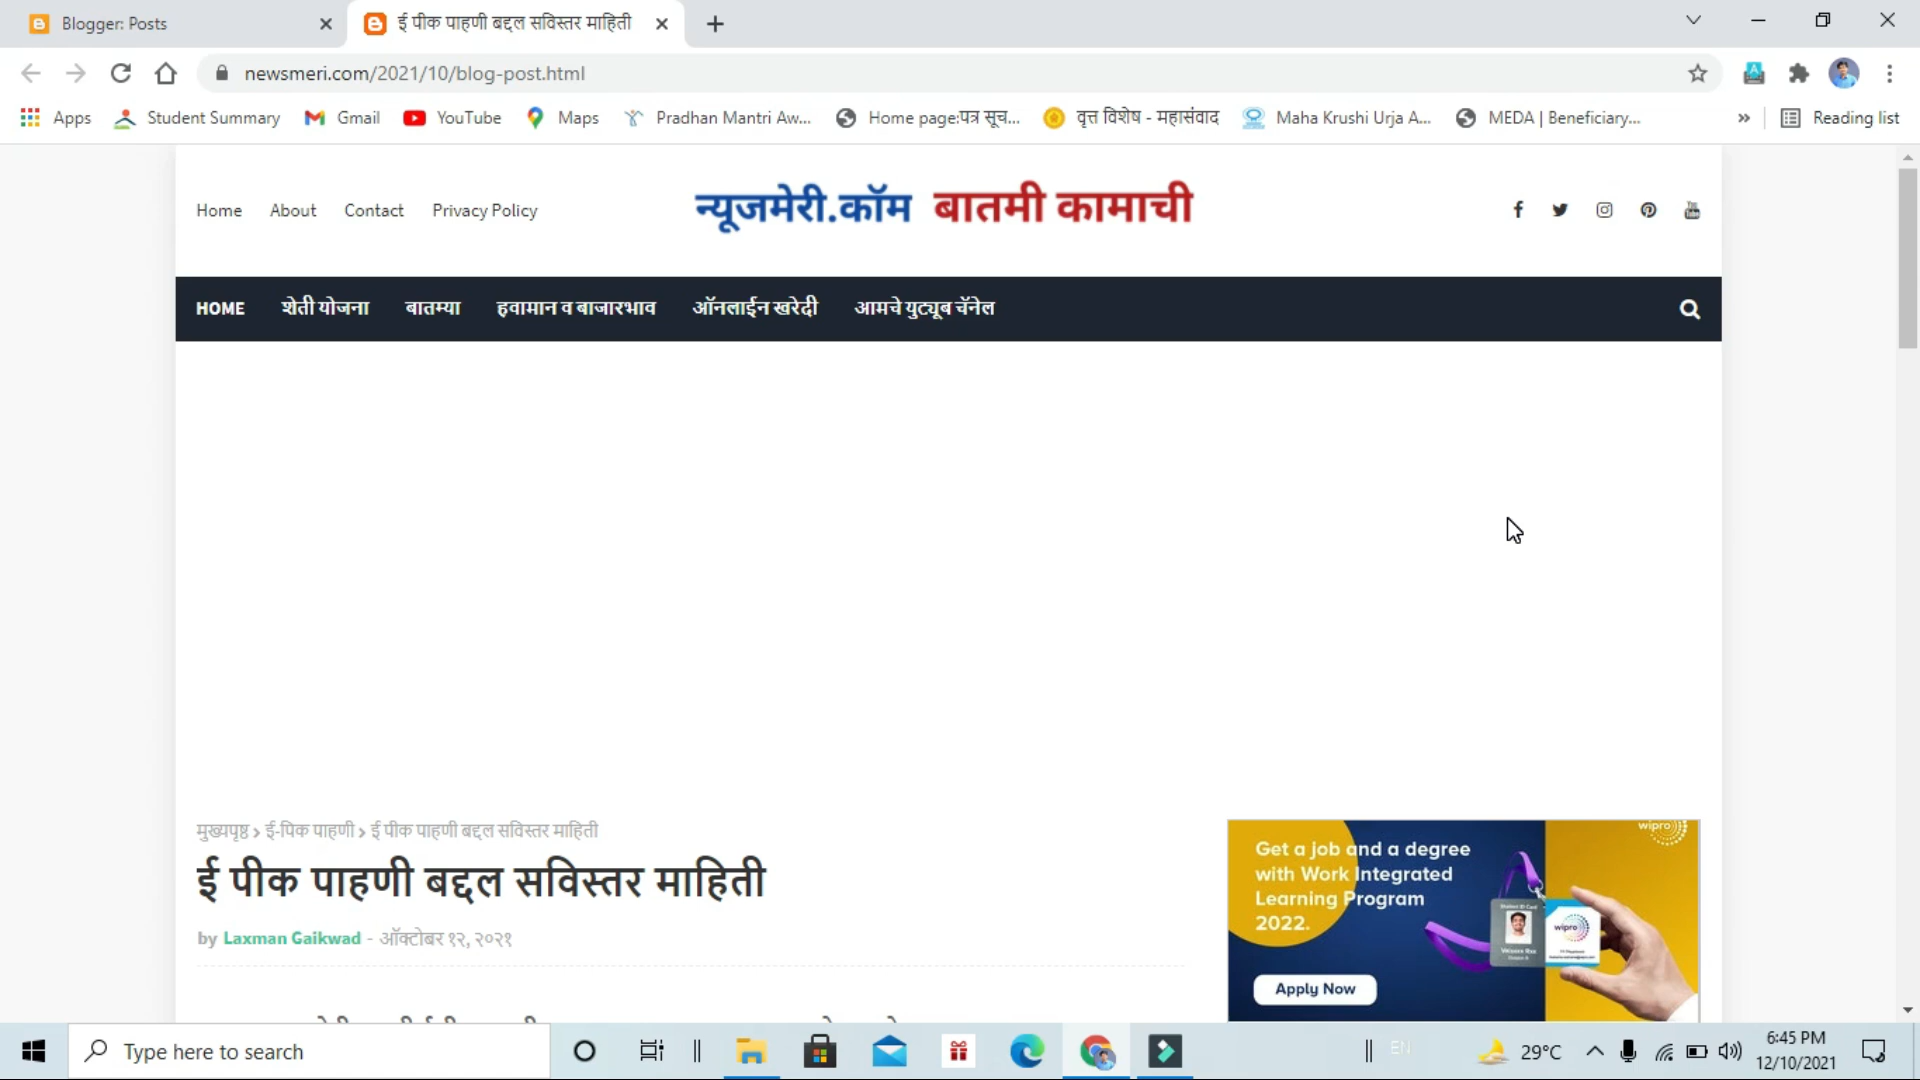 Blogger: Posts
ई पीक पाहणी बद्दल सविस्तर माहिती
newsmeri.com/2021/10/blog-post.html
Apps Student Summary Gmail YouTube Maps Pradhan Mantri Aw... Home page:पत्र सूच... वृत्त विशेष - महासंवाद Maha Krushi Urja A... MEDA | Beneficiary... » Reading list
Home About Contact Privacy Policy
न्यूजमेरी.कॉम बातमी कामाची
HOME शेती योजना बातम्या हवामान व बाजारभाव ऑनलाईन खरेदी आमचे युट्यूब चॅनेल
मुख्यपृष्ठ › ई-पिक पाहणी › ई पीक पाहणी बद्दल सविस्तर माहिती
ई पीक पाहणी बद्दल सविस्तर माहिती
by Laxman Gaikwad - ऑक्टोबर १२, २०२१
wipro
Get a job and a degree
with Work Integrated
Learning Program
2022.
wipro
Apply Now
Type here to search
EN
29°C
6:45 PM
12/10/2021